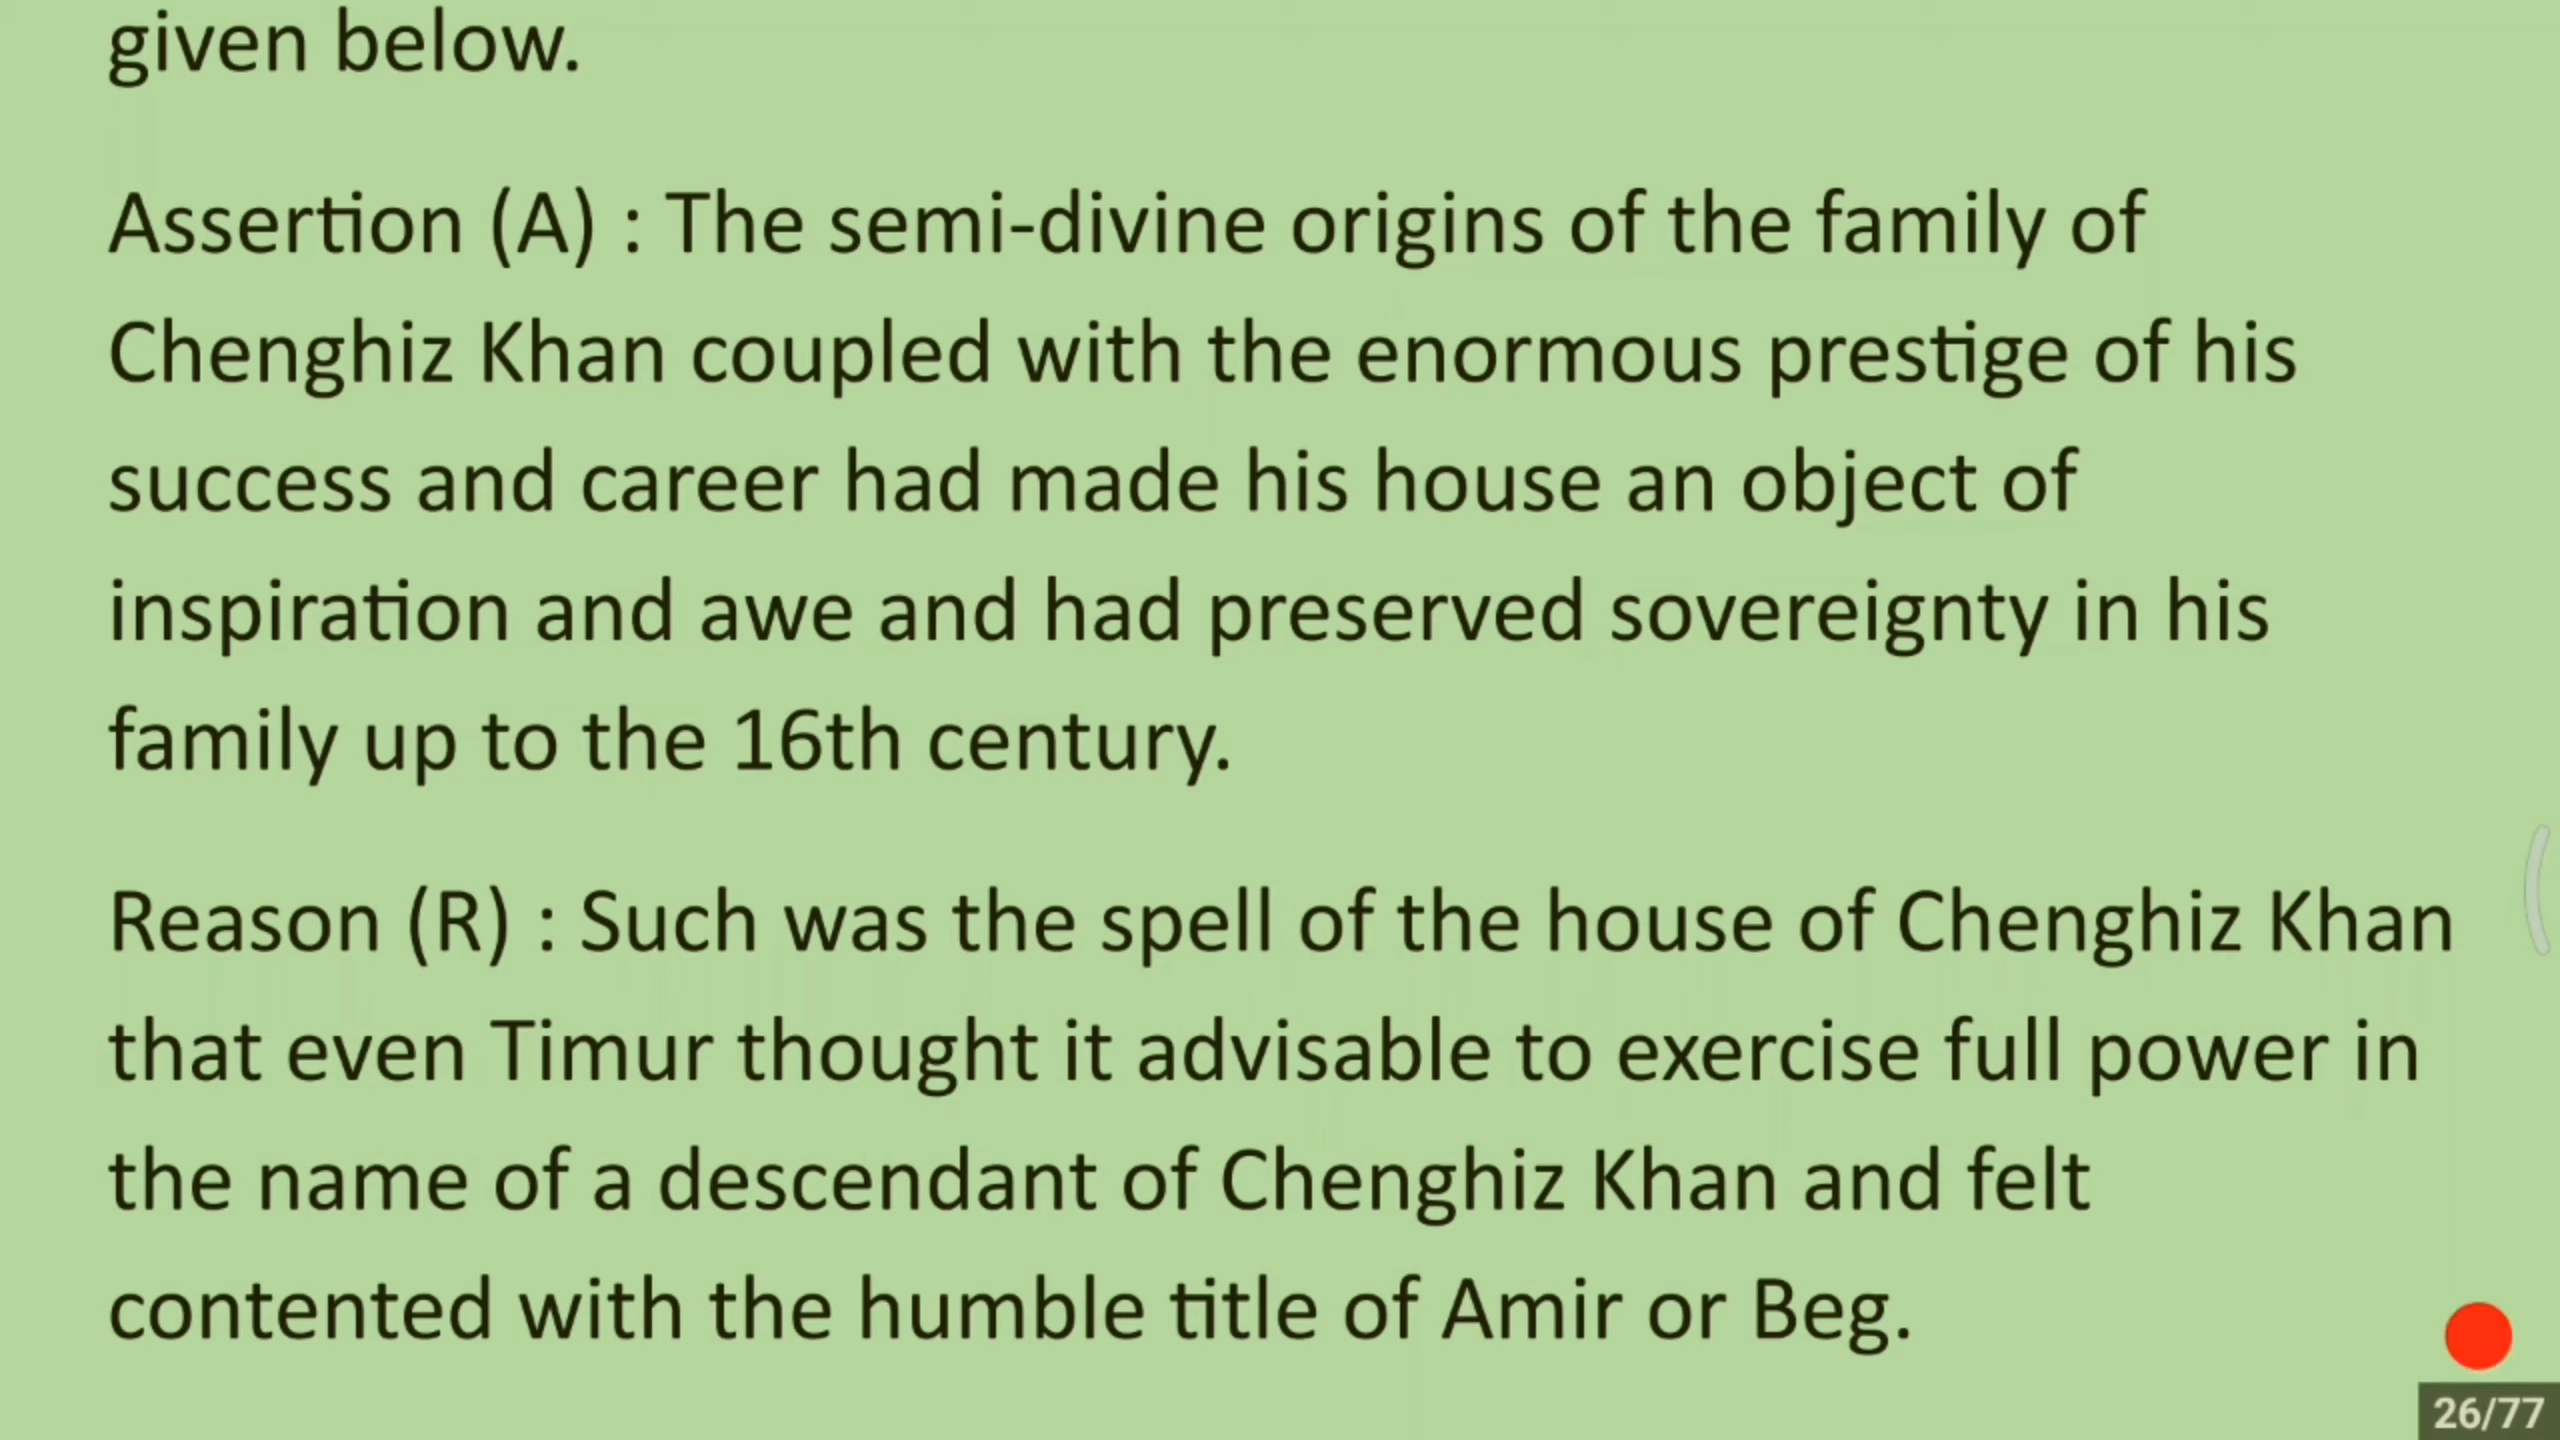 given below.
Assertion (A) : The semi-divine origins of the family of
Chenghiz Khan coupled with the enormous prestige of his
success and career had made his house an object of
inspiration and awe and had preserved sovereignty in his
family up to the 16th century.
Reason (R) : Such was the spell of the house of Chenghiz Khan
that even Timur thought it advisable to exercise full power in
the name of a descendant of Chenghiz Khan and felt
contented with the humble title of Amir or Beg.
26/77